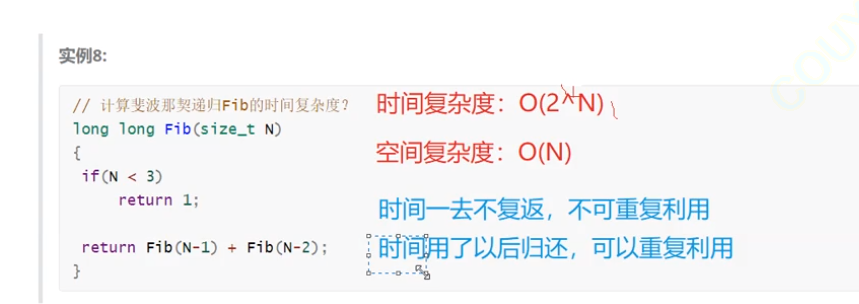 实例8:
// 计算斐波那契递归Fib的时间复杂度? 时间复杂度：O(2^N)
long long Fib(size_t N)
{ 空间复杂度：O(N)
if(N < 3)
return 1;
时间一去不复返，不可重复利用
return Fib(N-1) + Fib(N-2); 时间用了以后归还，可以重复利用
}